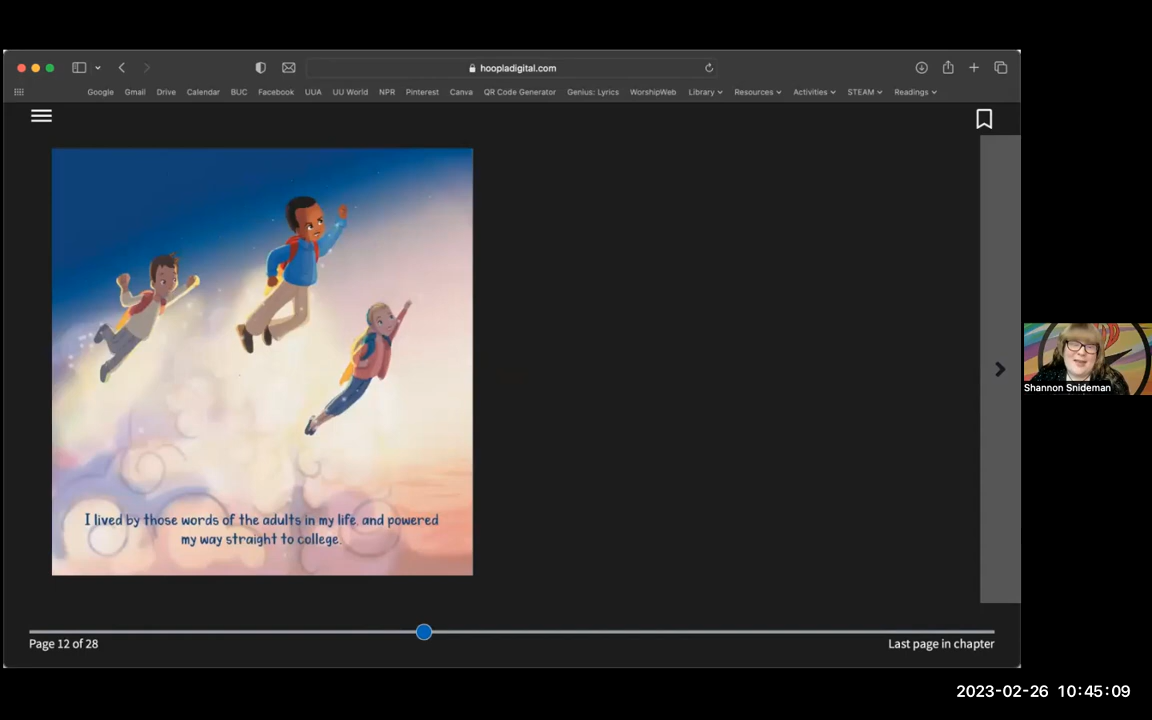 hoopladigital.com
Google Gmail Drive Calendar BUC Facebook UUA UU World NPR Pinterest Canva QR Code Generator Genius: Lyrics WorshipWeb Library Resources Activities STEAM Readings
I lived by those words of the adults in my life, and powered
my way straight to college.
Page 12 of 28
Last page in chapter
Shannon Snideman
2023-02-26 10:45:09